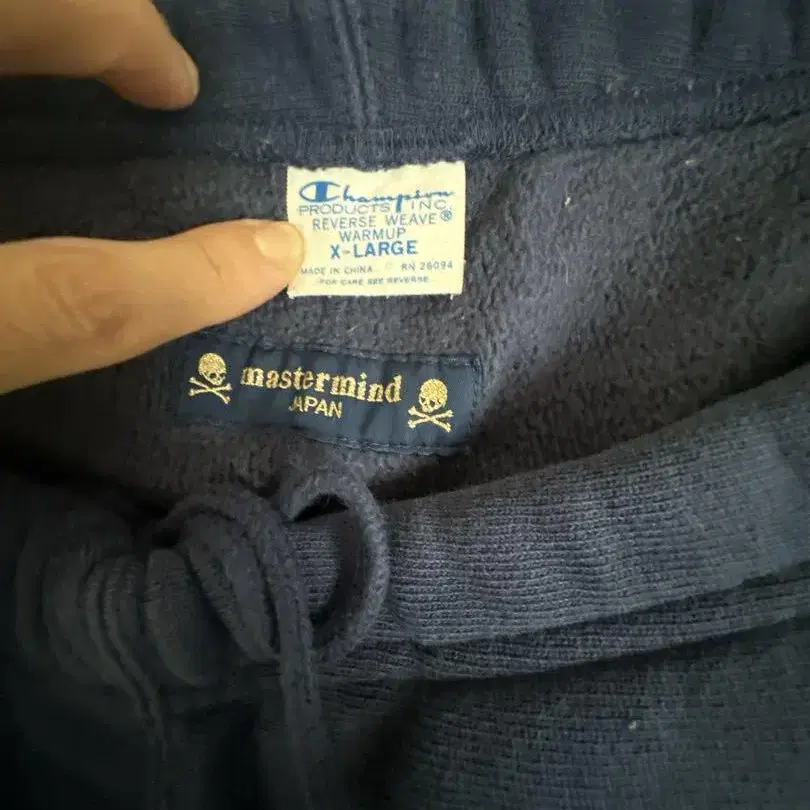 Champion
PRODUCTS INC.
REVERSE WEAVE®
WARMUP
X-LARGE
MADE IN CHINA RN 26094
FOR CARE SEE REVERSE
mastermind
JAPAN